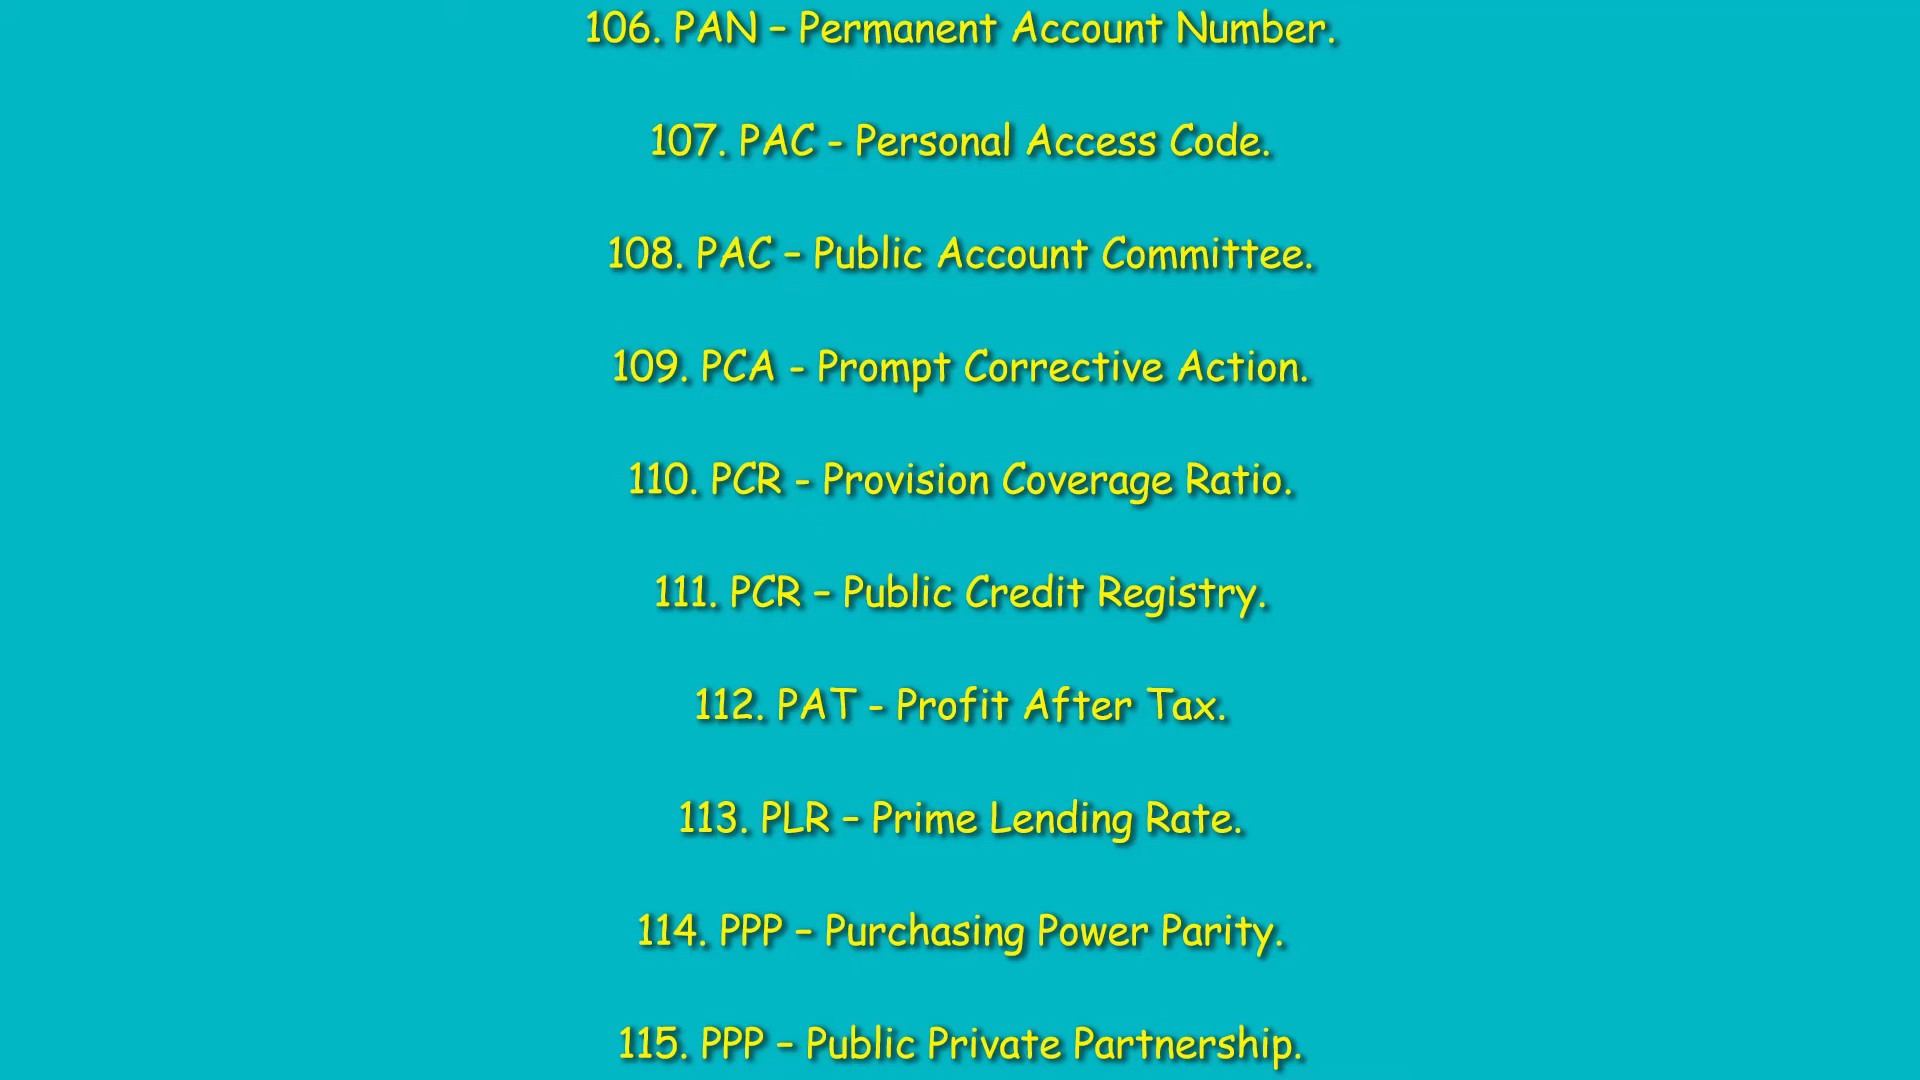 106. PAN – Permanent Account Number.
107. PAC - Personal Access Code.
108. PAC – Public Account Committee.
109. PCA - Prompt Corrective Action.
110. PCR - Provision Coverage Ratio.
111. PCR – Public Credit Registry.
112. PAT - Profit After Tax.
113. PLR – Prime Lending Rate.
114. PPP – Purchasing Power Parity.
115. PPP – Public Private Partnership.